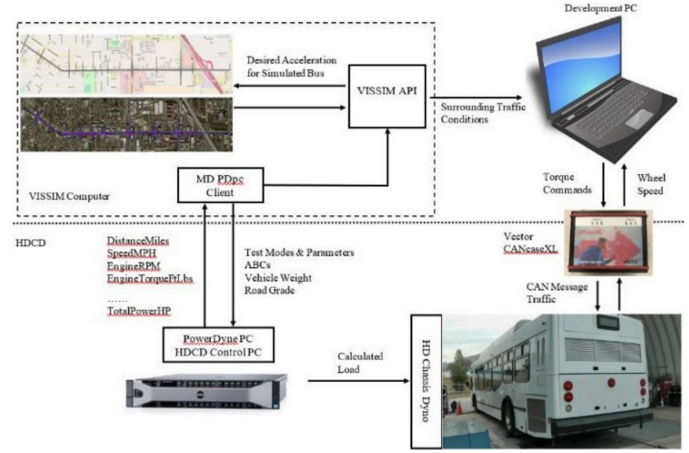 Development PC
Desired Acceleration
for Simulated Bus
VISSIM API
Surrounding Traffic
Conditions
MD PDpc
Client
VISSIM Computer
Torque
Commands
Wheel
Speed
HDCD
DistanceMiles
SpeedMPH
EngineRPM
EngineTorqueFtLbs
......
TotalPowerHP
Test Modes & Parameters
ABCs
Vehicle Weight
Road Grade
Vector
CANcaseXL
CAN Message
Traffic
PowerDyne PC
HDCD Control PC
Calculated
Load
HD Chassis Dyno